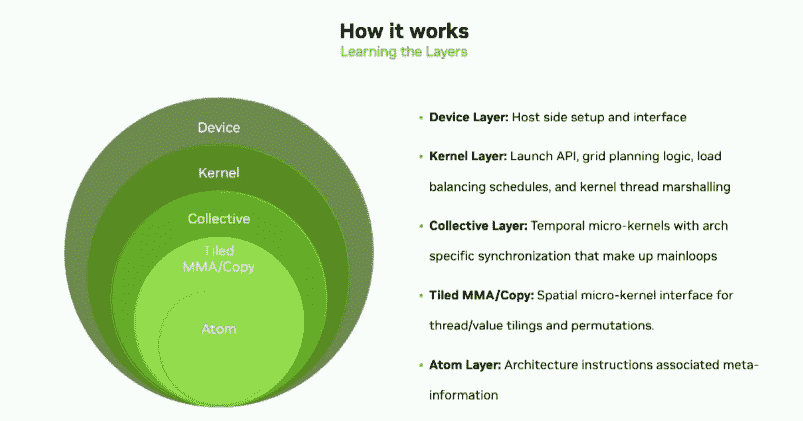 How it works
Learning the Layers
Device
Kernel
Collective
Tiled
MMA/Copy
Atom
• Device Layer: Host side setup and interface
• Kernel Layer: Launch API, grid planning logic, load
balancing schedules, and kernel thread marshalling
• Collective Layer: Temporal micro-kernels with arch
specific synchronization that make up mainloops
• Tiled MMA/Copy: Spatial micro-kernel interface for
thread/value tilings and permutations.
• Atom Layer: Architecture instructions associated meta-
information